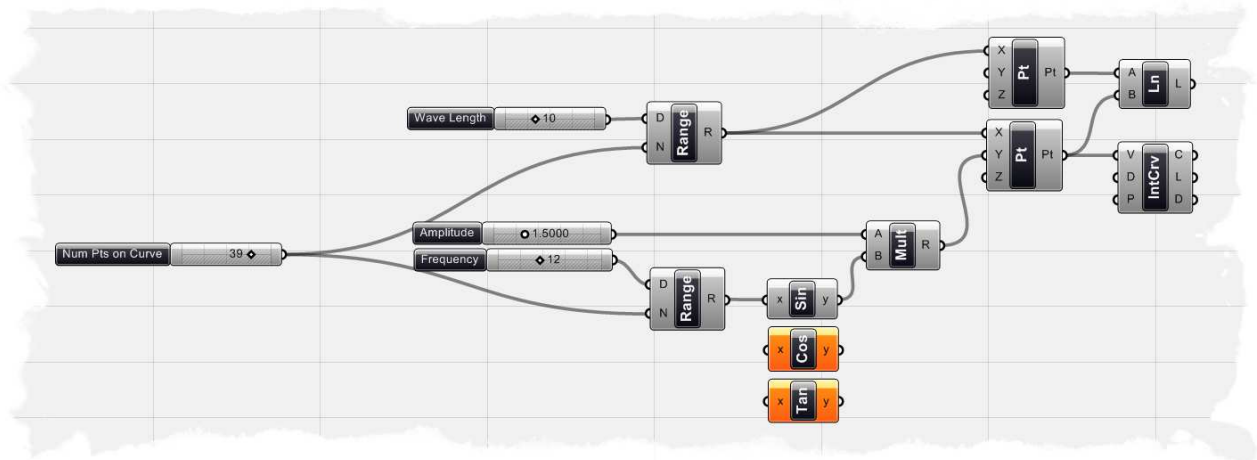 X
Y
Z
Pt
Pt
A
B
Ln
L
Wave Length
10
D
N
Range
R
X
Y
Z
Pt
Pt
V
D
P
IntCrv
C
L
D
Amplitude
1.5000
A
B
Mult
R
Num Pts on Curve
39
Frequency
12
D
N
Range
R
x
Sin
y
x
Cos
y
x
Tan
y